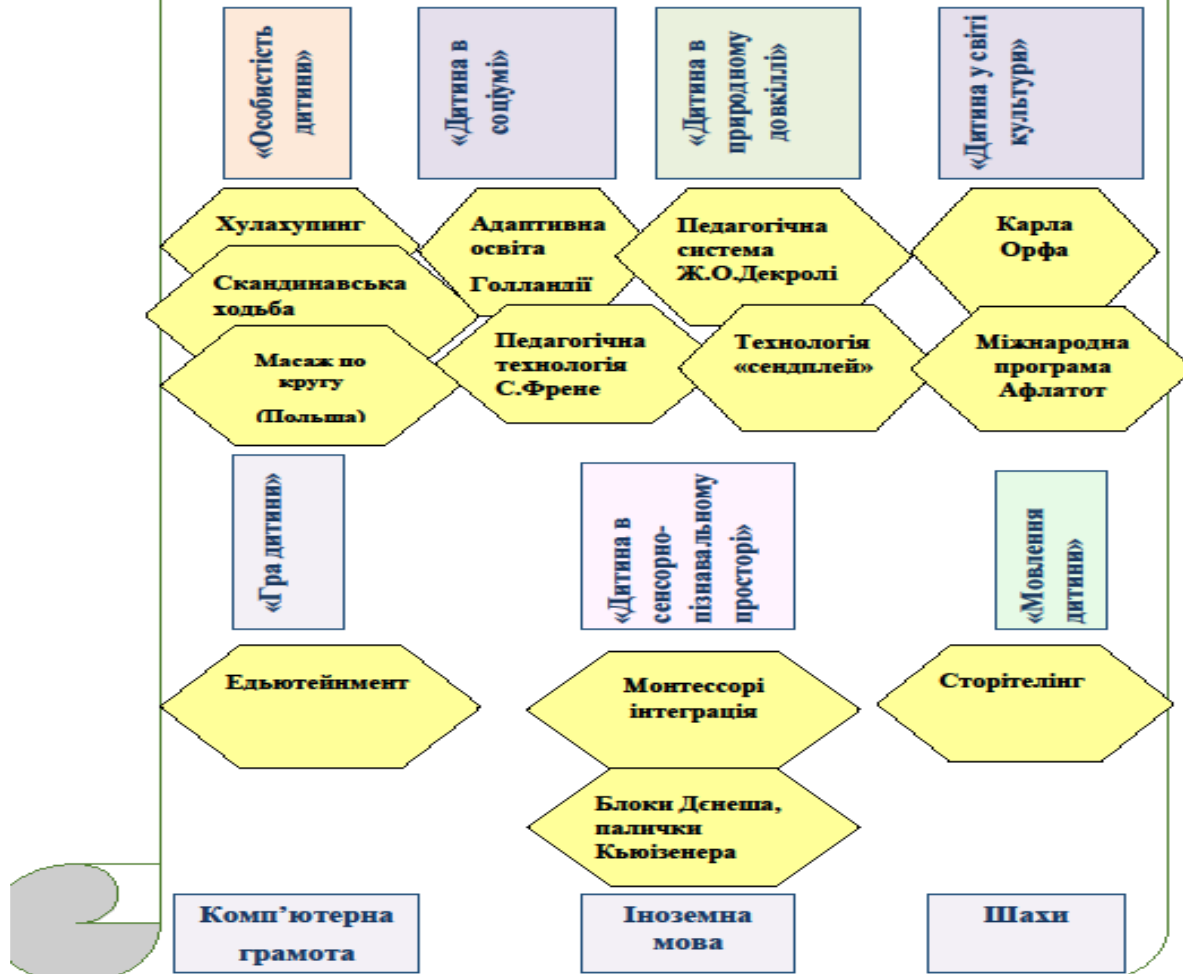 «Особистість
дитини»
«Дитина в
соціумі»
«Дитина в
природному
довкіллі»
«Дитина у світі
культури»
Хулахупинг
Скандинавська
ходьба
Масаж по
кругу
(Польша)
Адаптивна
освіта
Голландії
Педагогічна
технологія
С.Френе
Педагогічна
система
Ж.О.Декролі
Технологія
«сендплей»
Карла
Орфа
Міжнародна
програма
Афлатот
«Гра дитини»
«Дитина в
сенсорно-
пізнавальному
просторі»
«Мовлення
дитини»
Едьютейнмент
Монтессорі
інтеграція
Блоки Дєнеша,
палички
Кьюізенера
Сторітелінг
Комп’ютерна
грамота
Іноземна
мова
Шахи